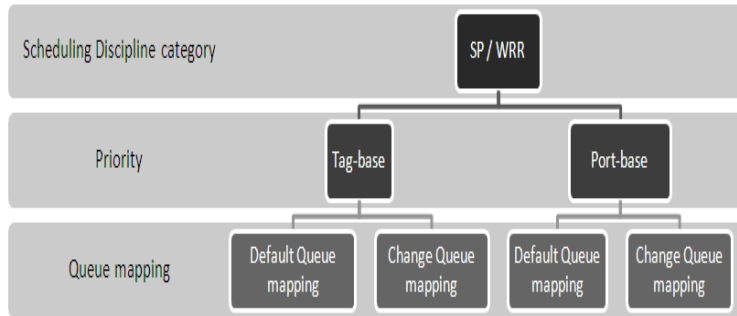 Scheduling Discipline category
SP / WRR
Priority
Tag-base
Port-base
Queue mapping
Default Queue
mapping
Change Queue
mapping
Default Queue
mapping
Change Queue
mapping